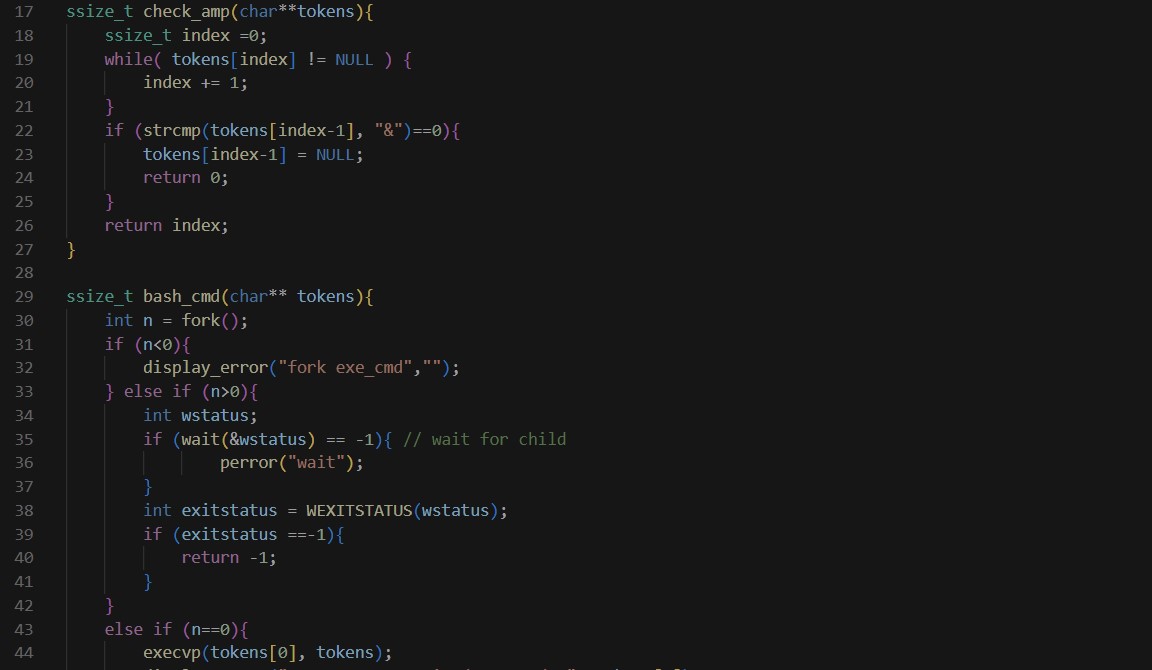 17 ssize_t check_amp(char**tokens){
18     ssize_t index =0;
19     while( tokens[index] != NULL ) {
20         index += 1;
21     }
22     if (strcmp(tokens[index-1], "&")==0){
23         tokens[index-1] = NULL;
24         return 0;
25     }
26     return index;
27 }
28
29 ssize_t bash_cmd(char** tokens){
30     int n = fork();
31     if (n<0){
32         display_error("fork exe_cmd","");
33     } else if (n>0){
34         int wstatus;
35         if (wait(&wstatus) == -1){ // wait for child
36                 perror("wait");
37         }
38         int exitstatus = WEXITSTATUS(wstatus);
39         if (exitstatus ==-1){
40             return -1;
41         }
42     }
43     else if (n==0){
44         execvp(tokens[0], tokens);